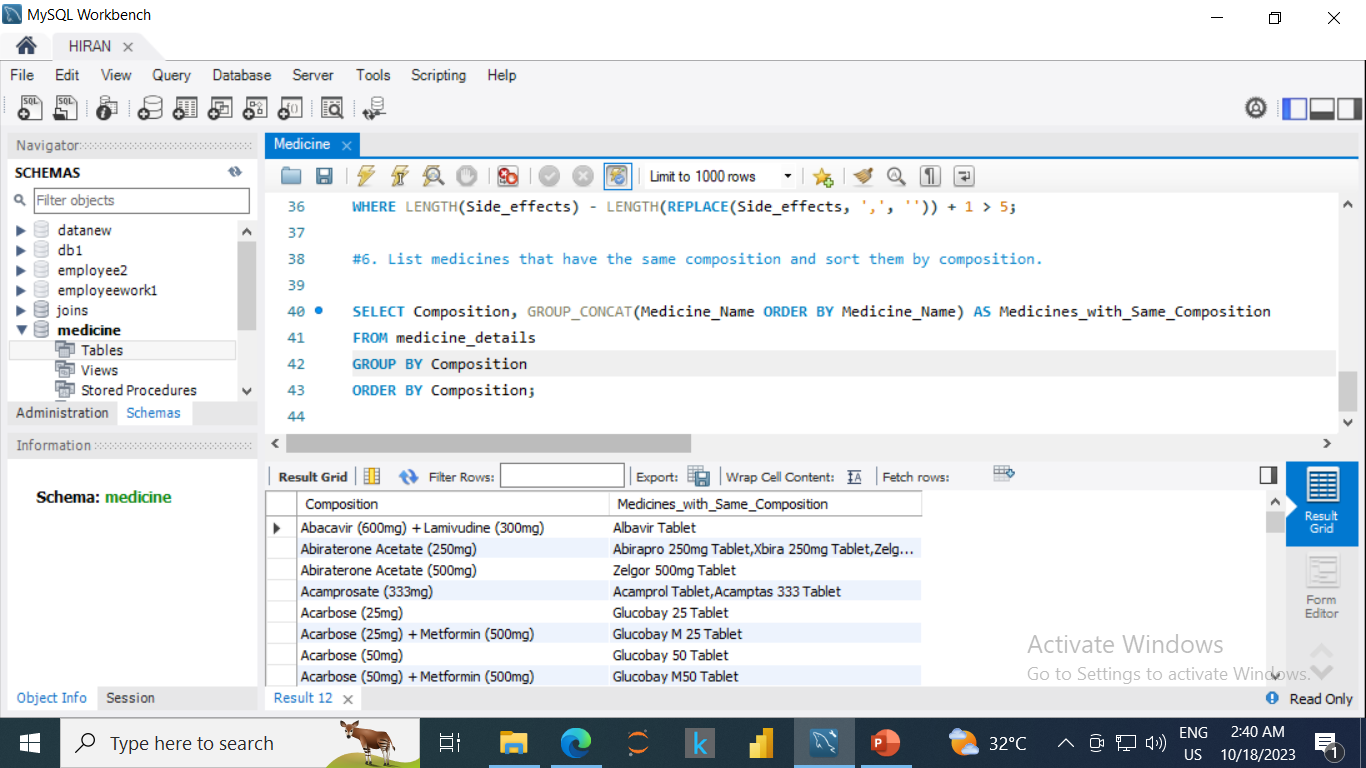 MySQL Workbench
HIRAN
File Edit View Query Database Server Tools Scripting Help
Navigator
SCHEMAS
Filter objects
datanew
db1
employee2
employeework1
joins
medicine
Tables
Views
Stored Procedures
Administration Schemas
Information
Schema: medicine
Object Info Session
Medicine
Limit to 1000 rows
36 WHERE LENGTH(Side_effects) - LENGTH(REPLACE(Side_effects, ',', '')) + 1 > 5;
37
38 #6. List medicines that have the same composition and sort them by composition.
39
40 SELECT Composition, GROUP_CONCAT(Medicine_Name ORDER BY Medicine_Name) AS Medicines_with_Same_Composition
41 FROM medicine_details
42 GROUP BY Composition
43 ORDER BY Composition;
44
Result Grid Filter Rows: Export: Wrap Cell Content: Fetch rows:
Composition Medicines_with_Same_Composition
Abacavir (600mg) + Lamivudine (300mg) Albavir Tablet
Abiraterone Acetate (250mg) Abirapro 250mg Tablet,Xbira 250mg Tablet,Zelg...
Abiraterone Acetate (500mg) Zelgor 500mg Tablet
Acamprosate (333mg) Acamprol Tablet,Acamptas 333 Tablet
Acarbose (25mg) Glucobay 25 Tablet
Acarbose (25mg) + Metformin (500mg) Glucobay M 25 Tablet
Acarbose (50mg) Glucobay 50 Tablet
Acarbose (50mg) + Metformin (500mg) Glucobay M50 Tablet
Result
Grid
Form
Editor
Activate Windows
Go to Settings to activate Windows.
Result 12
Read Only
Type here to search
32°C
ENG
US
2:40 AM
10/18/2023
1